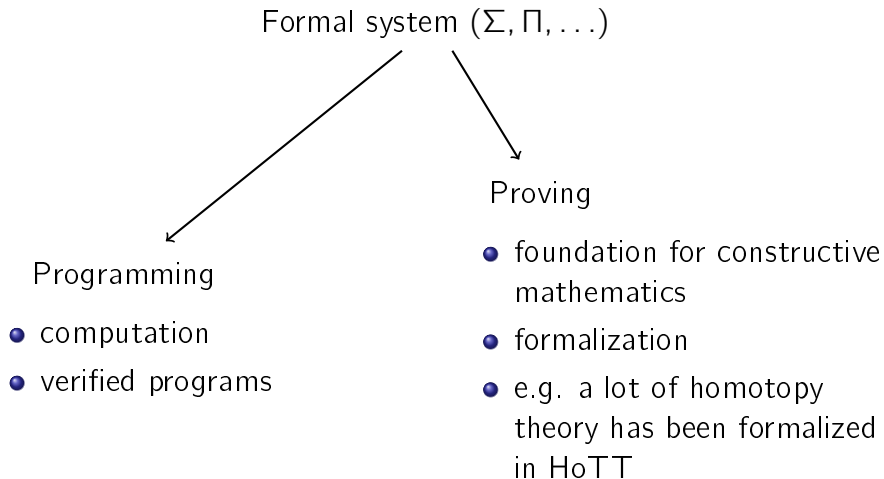 Formal system (Σ, Π, . . .)
Programming
computation
verified programs
Proving
foundation for constructive
mathematics
formalization
e.g. a lot of homotopy
theory has been formalized
in HoTT